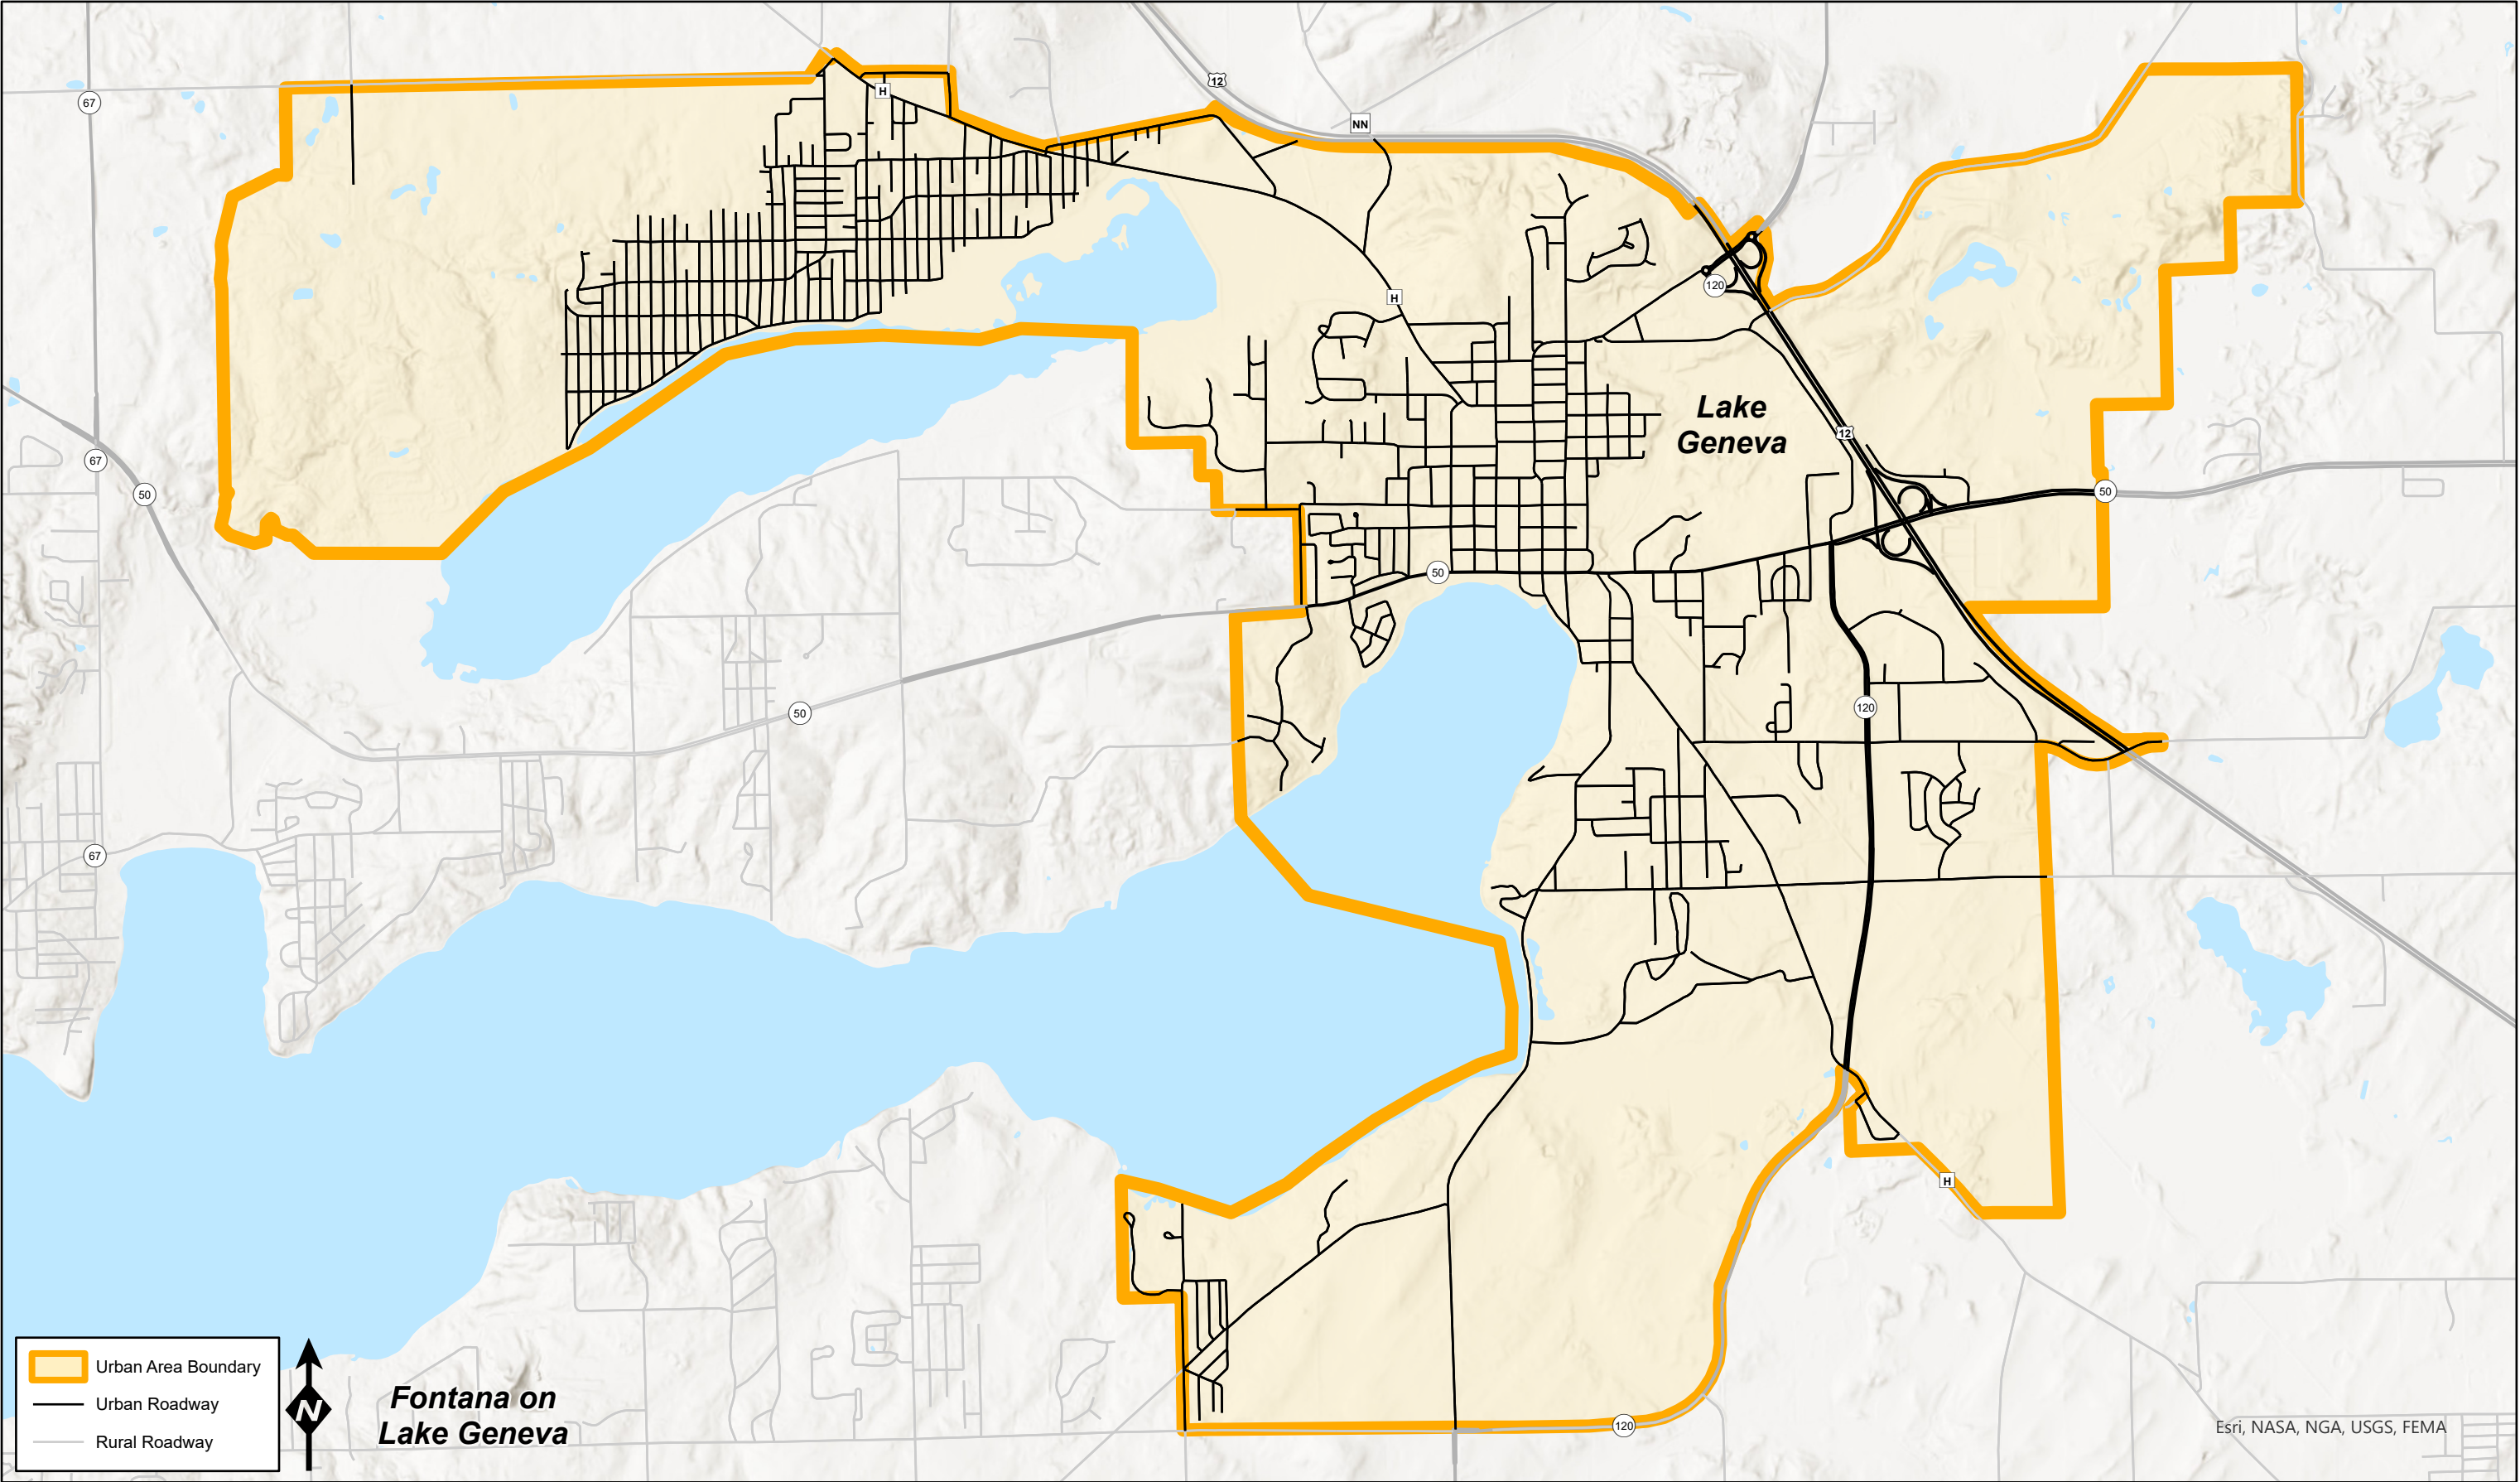 H
12
67
NN
120
H
Lake
Geneva
12
67
50
50
50
120
50
67
H
Urban Area Boundary
Urban Roadway
Rural Roadway
N
Fontana on
Lake Geneva
120
Esri, NASA, NGA, USGS, FEMA